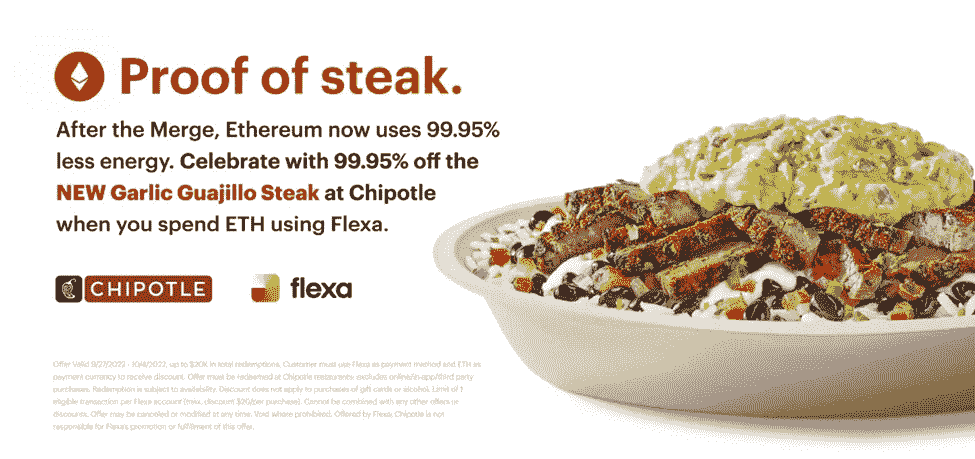 Proof of steak.
After the Merge, Ethereum now uses 99.95%
less energy. Celebrate with 99.95% off the
NEW Garlic Guajillo Steak at Chipotle
when you spend ETH using Flexa.
CHIPOTLE
flexa
Offer Valid 9/27/2022 - 10/4/2022, up to $20K in total redemptions. Customer must use Flexa as payment method and ETH as
payment currency to receive discount. Offer must be redeemed at Chipotle restaurants; excludes online/in-app/third party
purchases. Redemption is subject to availability. Discount does not apply to purchases of gift cards or alcohol. Limit of 1
eligible transaction per Flexa account (max. discount $20/per purchase). Cannot be combined with any other offers or
discounts. Offer may be canceled or modified at any time. Void where prohibited. Offered by Flexa; Chipotle is not
responsible for Flexa's promotion or fulfillment of this offer.